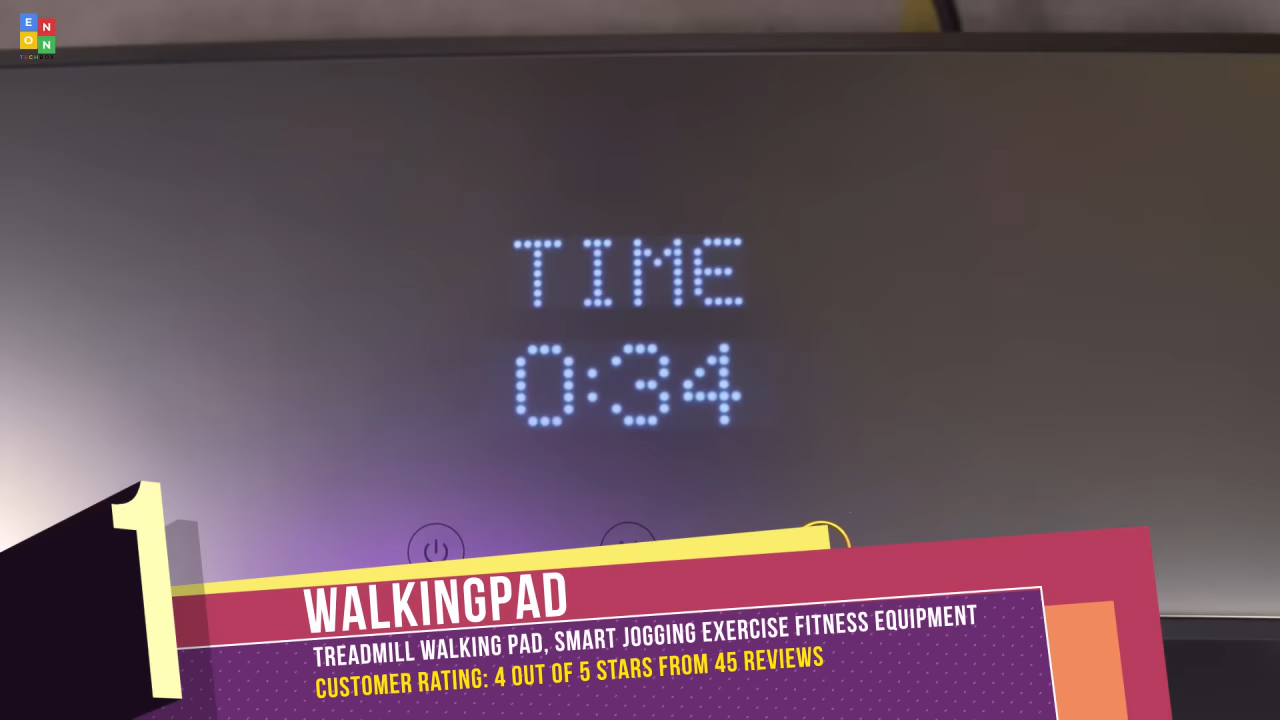 E N
O N
TECHBOX
TIME
0:34
1
WALKINGPAD
TREADMILL WALKING PAD, SMART JOGGING EXERCISE FITNESS EQUIPMENT
CUSTOMER RATING: 4 OUT OF 5 STARS FROM 45 REVIEWS